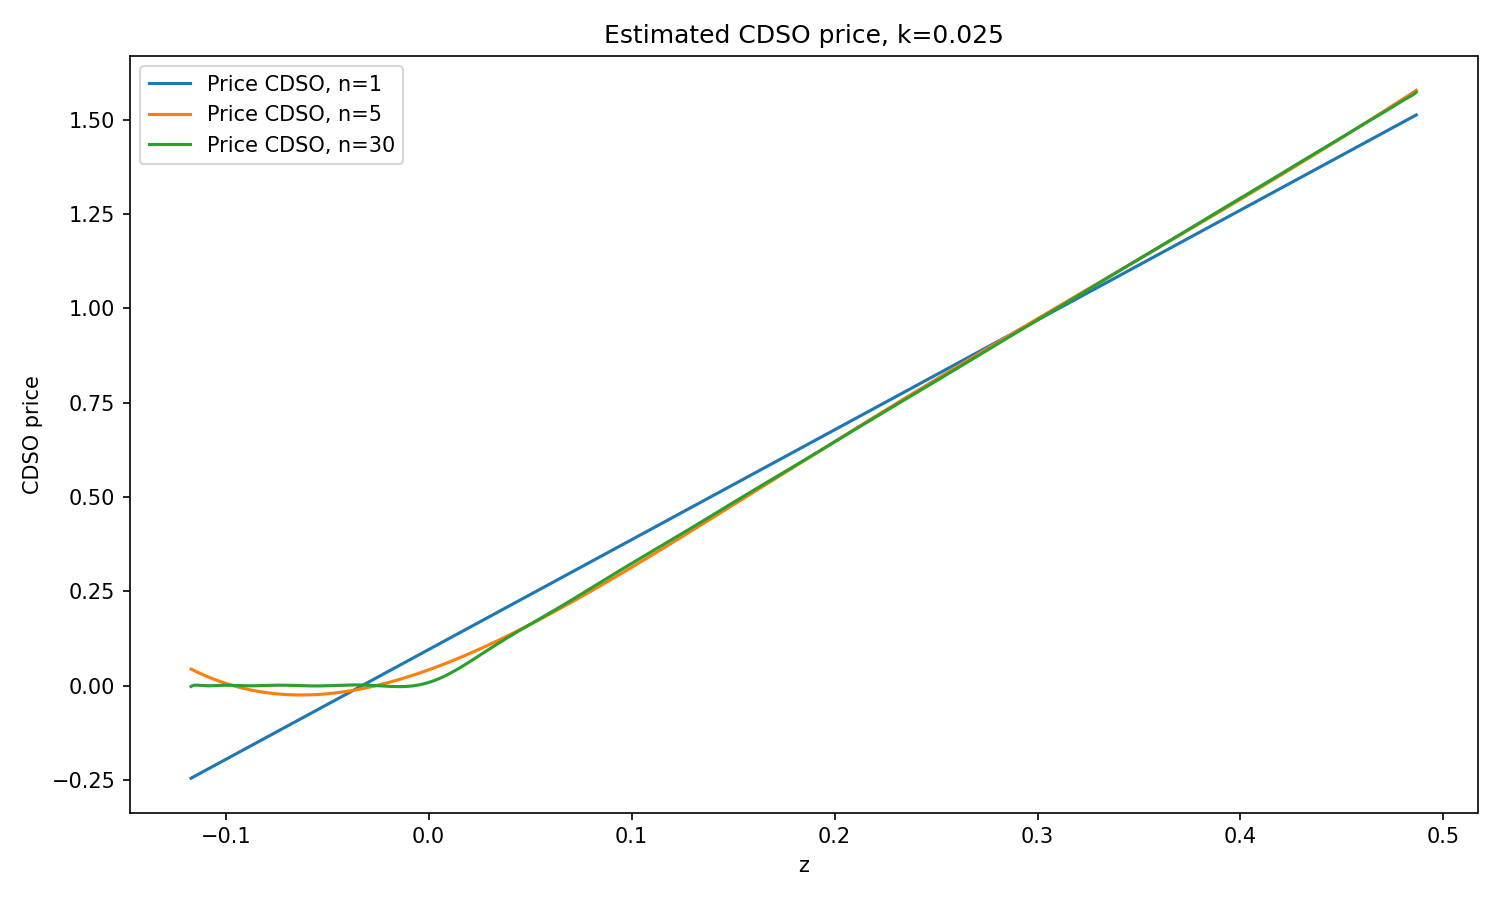 Estimated CDSO price, k=0.025
Price CDSO, n=1
Price CDSO, n=5
Price CDSO, n=30
1.50
1.25
1.00
0.75
0.50
0.25
0.00
−0.25
CDSO price
−0.1
0.0
0.1
0.2
0.3
0.4
0.5
z